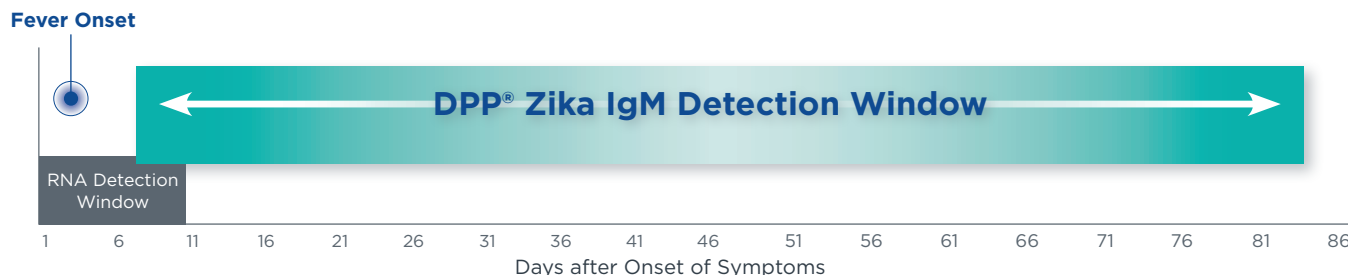 Fever Onset
DPP® Zika IgM Detection Window
RNA Detection
Window
1 6 11 16 21 26 31 36 41 46 51 56 61 66 71 76 81 86
Days after Onset of Symptoms